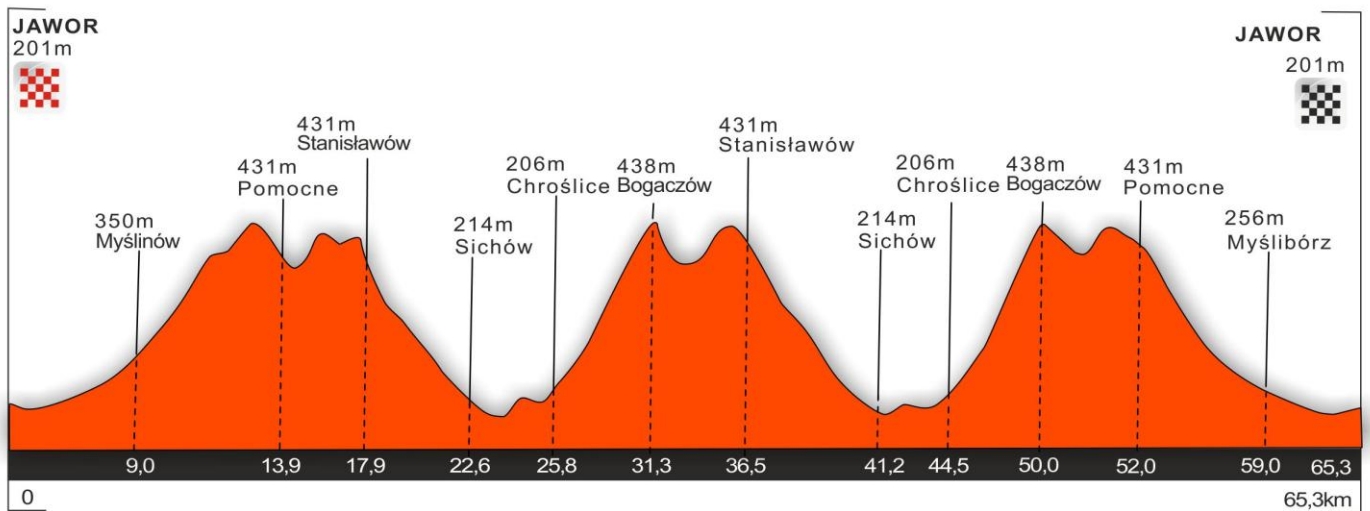 JAWOR
201m
350m
Myślinów
431m
Pomocne
431m
Stanisławów
214m
Sichów
206m
Chroślice
438m
Bogaczów
431m
Stanisławów
214m
Sichów
206m
Chroślice
438m
Bogaczów
431m
Pomocne
256m
Myślibórz
JAWOR
201m
9,0
13,9
17,9
22,6
25,8
31,3
36,5
41,2
44,5
50,0
52,0
59,0
65,3
0
65,3km